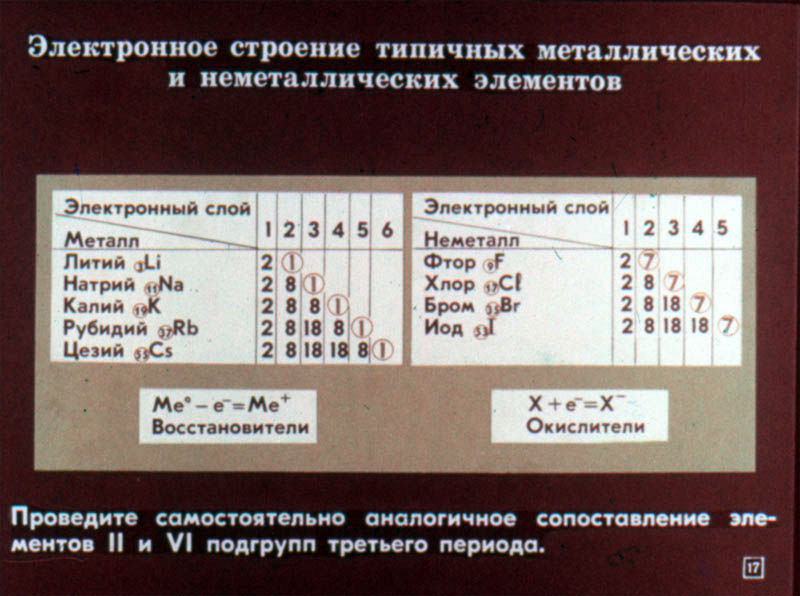 Электронное строение типичных металлических
и неметаллических элементов
Электронный слой 1 2 3 4 5 6
Металл
Литий ₃Li 2 1
Натрий ₁₁Na 2 8 1
Калий ₁₉K 2 8 8 1
Рубидий ₃₇Rb 2 8 18 8 1
Цезий ₅₅Cs 2 8 18 18 8 1
Me° – e⁻=Me⁺
Восстановители
Электронный слой 1 2 3 4 5
Неметалл
Фтор ₉F 2 7
Хлор ₁₇Cl 2 8 7
Бром ₃₅Br 2 8 18 7
Иод ₅₃I 2 8 18 18 7
X + e⁻=X⁻
Окислители
Проведите самостоятельно аналогичное сопоставление эле-
ментов II и VI подгрупп третьего периода.
17